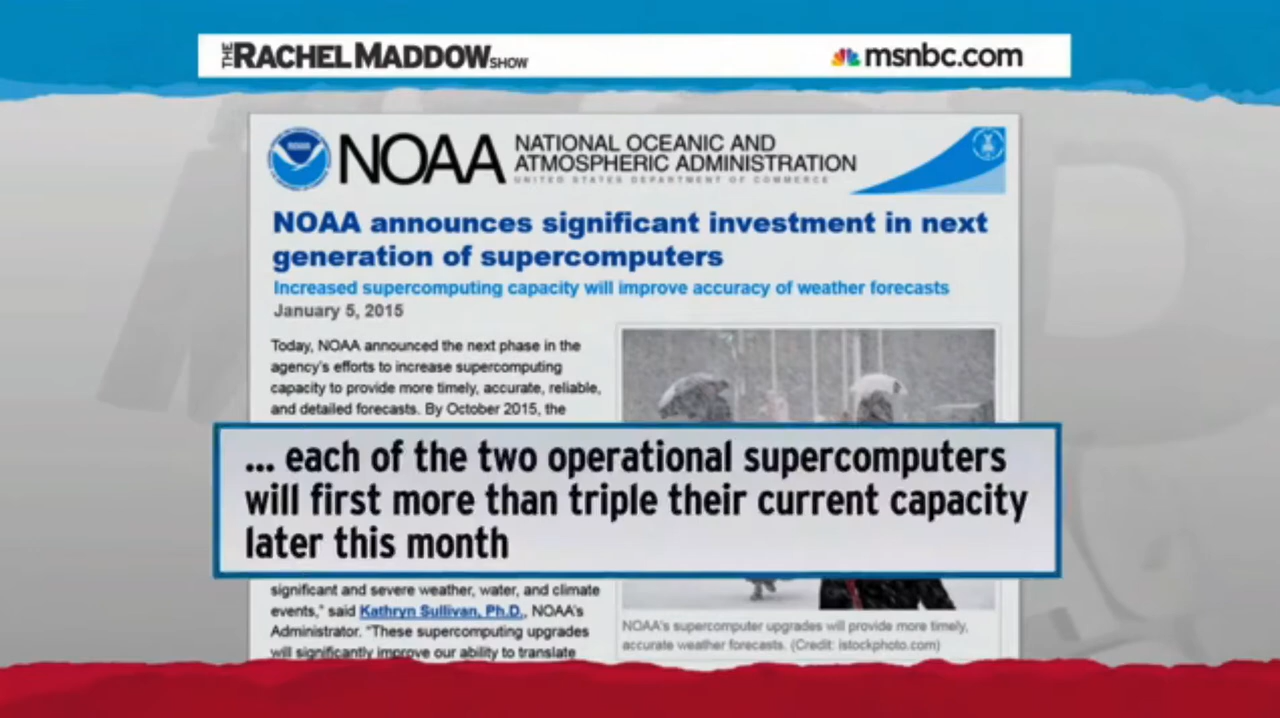 THE RACHEL MADDOW SHOW
msnbc.com
NOAA
NATIONAL OCEANIC AND
ATMOSPHERIC ADMINISTRATION
UNITED STATES DEPARTMENT OF COMMERCE
NOAA announces significant investment in next
generation of supercomputers
Increased supercomputing capacity will improve accuracy of weather forecasts
January 5, 2015
Today, NOAA announced the next phase in the
agency's efforts to increase supercomputing
capacity to provide more timely, accurate, reliable,
and detailed forecasts. By October 2015, the
... each of the two operational supercomputers
will first more than triple their current capacity
later this month
significant and severe weather, water, and climate
events," said Kathryn Sullivan, Ph.D., NOAA's
Administrator. "These supercomputing upgrades
will significantly improve our ability to translate
NOAA's supercomputer upgrades will provide more timely,
accurate weather forecasts. (Credit: istockphoto.com)